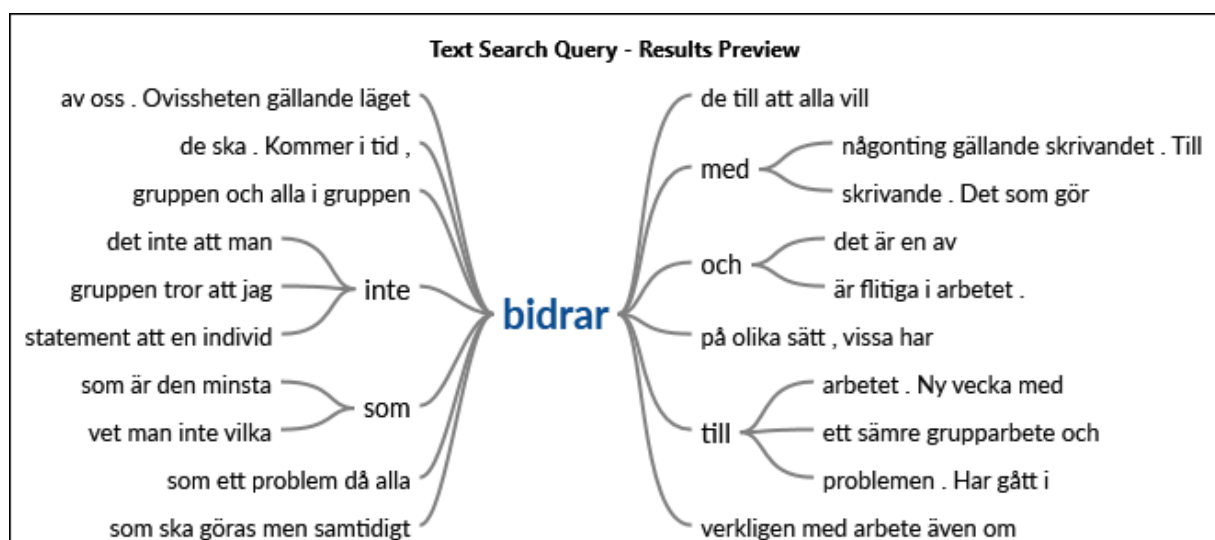 Text Search Query - Results Preview
av oss . Ovissheten gällande läget
de ska . Kommer i tid ,
gruppen och alla i gruppen
det inte att man
gruppen tror att jag
statement att en individ
inte
som är den minsta
vet man inte vilka
som
som ett problem då alla
som ska göras men samtidigt
bidrar
de till att alla vill
med
någonting gällande skrivandet . Till
skrivande . Det som gör
och
det är en av
är flitiga i arbetet .
på olika sätt , vissa har
till
arbetet . Ny vecka med
ett sämre grupparbete och
problemen . Har gått i
verkligen med arbete även om